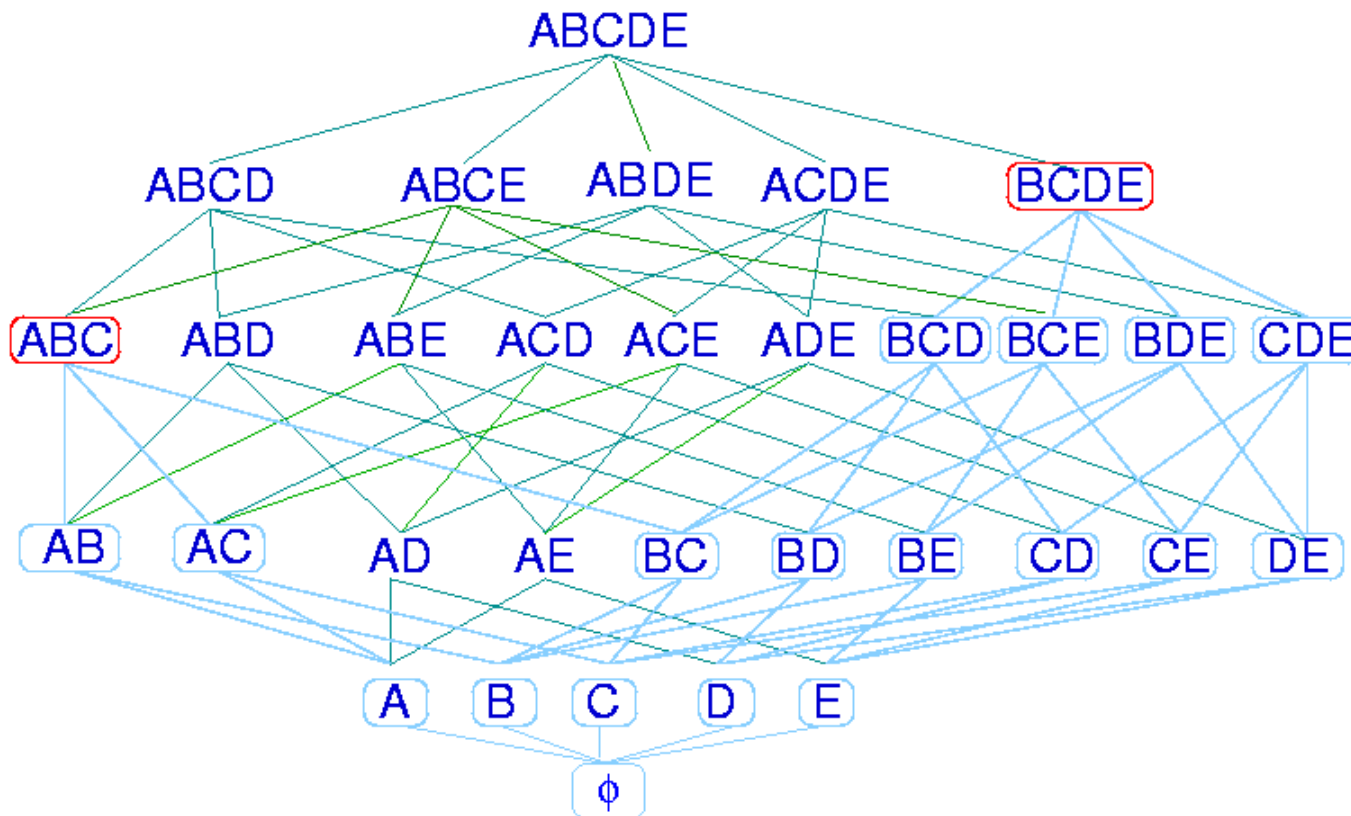 ABCDE
ABCD ABCE ABDE ACDE BCDE
ABC ABD ABE ACD ACE ADE BCD BCE BDE CDE
AB AC AD AE BC BD BE CD CE DE
A B C D E
ϕ